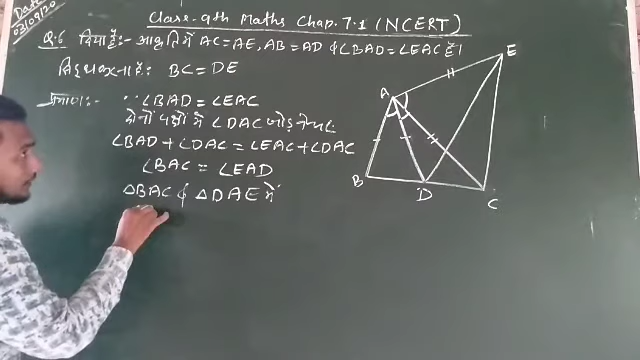 Date
03/09/20
Class-9th Maths Chap. 7.1 (NCERT)
Q.6 दिया है:- आकृति में AC=AE, AB=AD & ∠BAD=∠EAC है।
सिद्ध करना है: BC=DE
प्रमाण:- ∵∠BAD=∠EAC
दोनों पक्षों में ∠DAC जोड़ने पर
∠BAD+∠DAC=∠EAC+∠DAC
∠BAC=∠EAD
△BAC & △DAE में
A
B
D
C
E